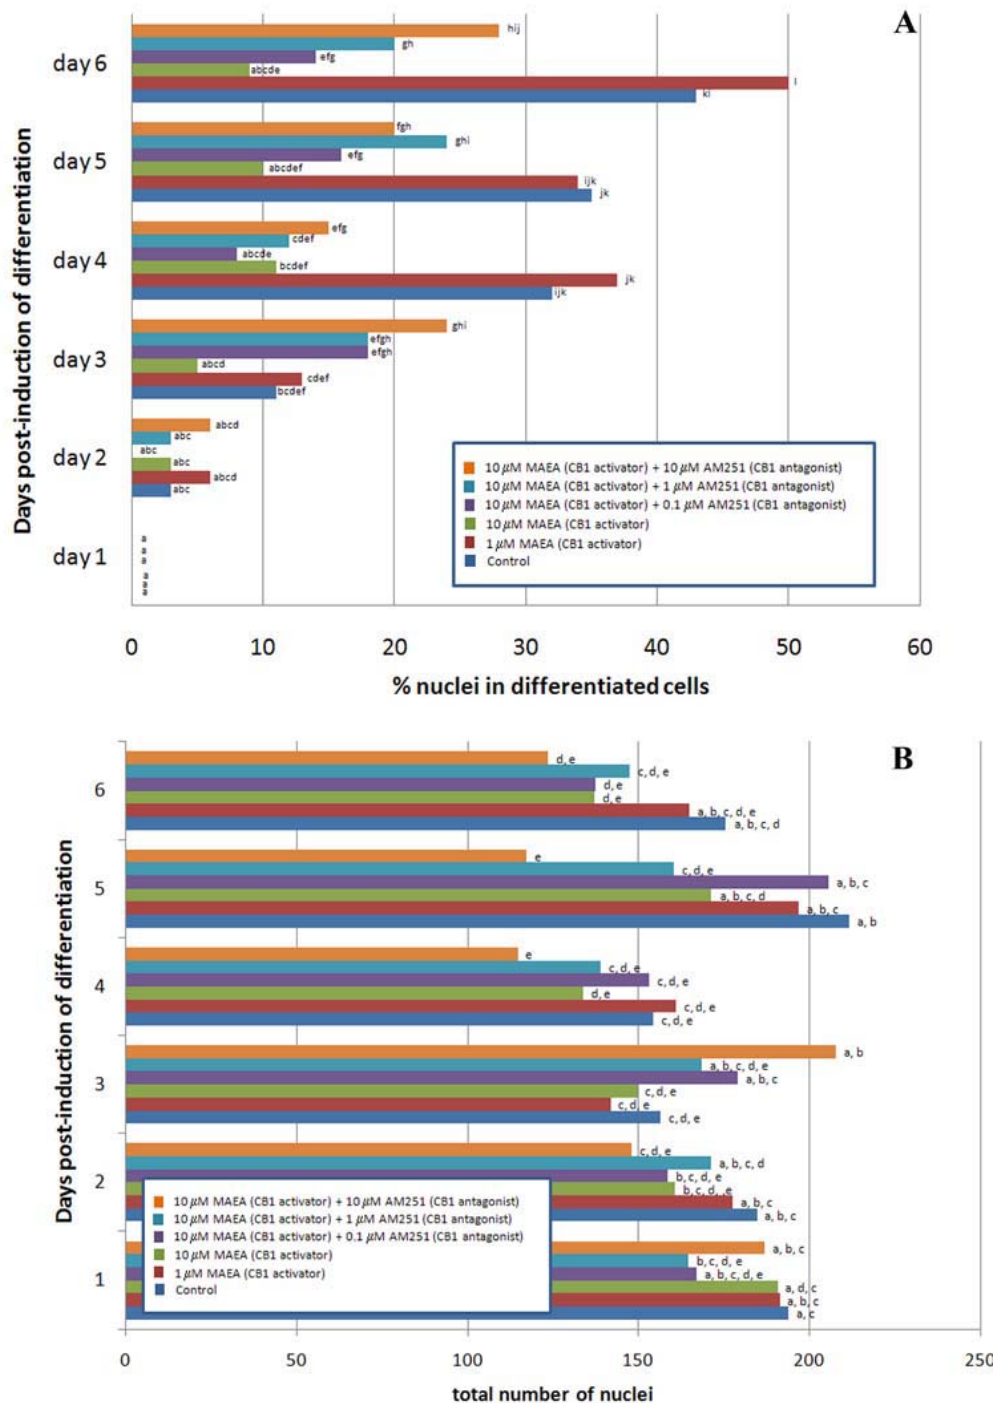 A
hij
gh
efg
day 6
abcde
l
kl
fgh
ghi
day 5
efg
abcdef
ijk
jk
efg
cdef
day 4
abcde
bcdef
jk
ijk
ghi
efgh
day 3
efgh
abcd
cdef
bcdef
abcd
abc
day 2
abc
abc
abcd
abc
a
a
day 1
a
a
a
a
Days post-induction of differentiation
10 μM MAEA (CB1 activator) + 10 μM AM251 (CB1 antagonist)
10 μM MAEA (CB1 activator) + 1 μM AM251 (CB1 antagonist)
10 μM MAEA (CB1 activator) + 0.1 μM AM251 (CB1 antagonist)
10 μM MAEA (CB1 activator)
1 μM MAEA (CB1 activator)
Control
0 10 20 30 40 50 60
% nuclei in differentiated cells
B
d, e
c, d, e
6
d, e
d, e
a, b, c, d, e
a, b, c, d
e
c, d, e
5
a, b, c
a, b, c, d
a, b, c
a, b
e
c, d, e
4
c, d, e
d, e
c, d, e
c, d, e
a, b
a, b, c, d, e
3
a, b, c
c, d, e
c, d, e
c, d, e
c, d, e
a, b, c, d
2
b, c, d, e
b, c, d, , e
a, b, c
a, b, c
a, b, c
b, c, d, e
1
a, b, c, d, e
a, d, c
a, b, c
a, c
Days post-induction of differentiation
10 μM MAEA (CB1 activator) + 10 μM AM251 (CB1 antagonist)
10 μM MAEA (CB1 activator) + 1 μM AM251 (CB1 antagonist)
10 μM MAEA (CB1 activator) + 0.1 μM AM251 (CB1 antagonist)
10 μM MAEA (CB1 activator)
1 μM MAEA (CB1 activator)
Control
0 50 100 150 200 250
total number of nuclei